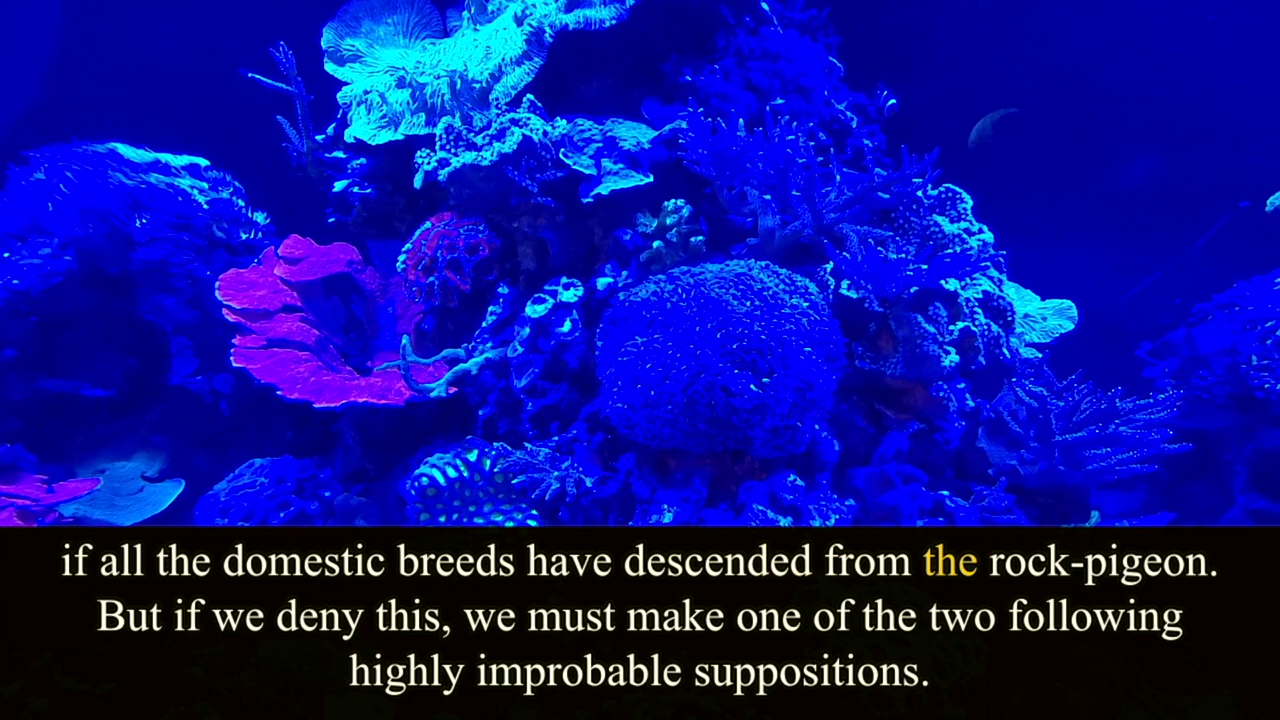 if all the domestic breeds have descended from the rock-pigeon.
But if we deny this, we must make one of the two following
highly improbable suppositions.